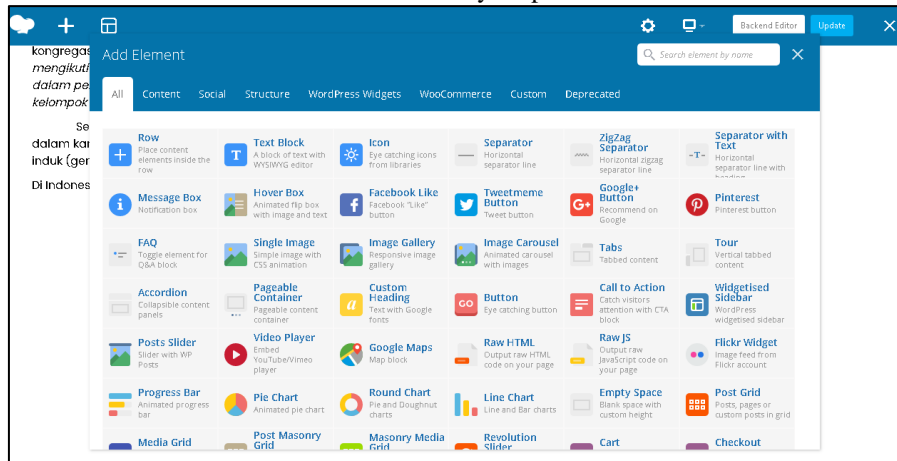 Backend Editor
Update
kongregas
mengikuti
dalam pe
kelompok
Se
dalam kar
induk (ger
Di Indones
Add Element
Search element by name
All Content Social Structure WordPress Widgets WooCommerce Custom Deprecated
Row
Place content
elements inside the
row
Text Block
A block of text with
WYSIWYG editor
Icon
Eye catching icons
from libraries
Separator
Horizontal
separator line
ZigZag
Separator
Horizontal zigzag
separator line
-T-
Separator with
Text
Horizontal
separator line with
heading
Message Box
Notification box
Hover Box
Animated flip box
with image and text
Facebook Like
Facebook "Like"
button
Tweetmeme
Button
Tweet button
G+
Google+
Button
Recommend on
Google
Pinterest
Pinterest button
FAQ
Toggle element for
Q&A block
Single Image
Simple image with
CSS animation
Image Gallery
Responsive image
gallery
Image Carousel
Animated carousel
with images
Tabs
Tabbed content
Tour
Vertical tabbed
content
Accordion
Collapsible content
panels
Pageable
Container
Pageable content
container
Custom
Heading
Text with Google
fonts
GO
Button
Eye catching button
Call to Action
Catch visitors
attention with CTA
block
Widgetised
Sidebar
WordPress
widgetised sidebar
Posts Slider
Slider with WP
Posts
Video Player
Embed
YouTube/Vimeo
player
Google Maps
Map block
Raw HTML
Output raw HTML
code on your page
Raw JS
Output raw
JavaScript code on
your page
Flickr Widget
Image feed from
Flickr account
Progress Bar
Animated progress
bar
Pie Chart
Animated pie chart
Round Chart
Pie and Doughnut
charts
Line Chart
Line and Bar charts
Empty Space
Blank space with
custom height
Post Grid
Posts, pages or
custom posts in grid
Media Grid
Post Masonry
Grid
Masonry Media
Grid
Revolution
Slider
Cart
Checkout